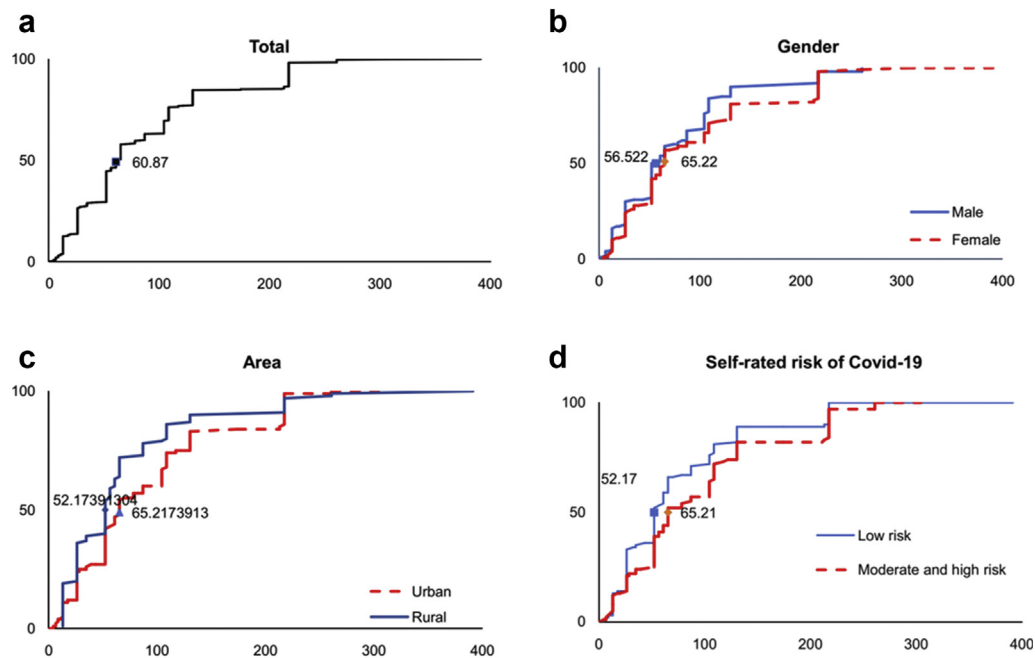 a
Total
100
50
0
60.87
0 100 200 300 400
b
Gender
100
50
0
56.522
65.22
Male
Female
0 100 200 300 400
c
Area
100
50
0
52.17391304
65.2173913
Urban
Rural
0 100 200 300 400
d
Self-rated risk of Covid-19
100
50
0
52.17
65.21
Low risk
Moderate and high risk
0 100 200 300 400